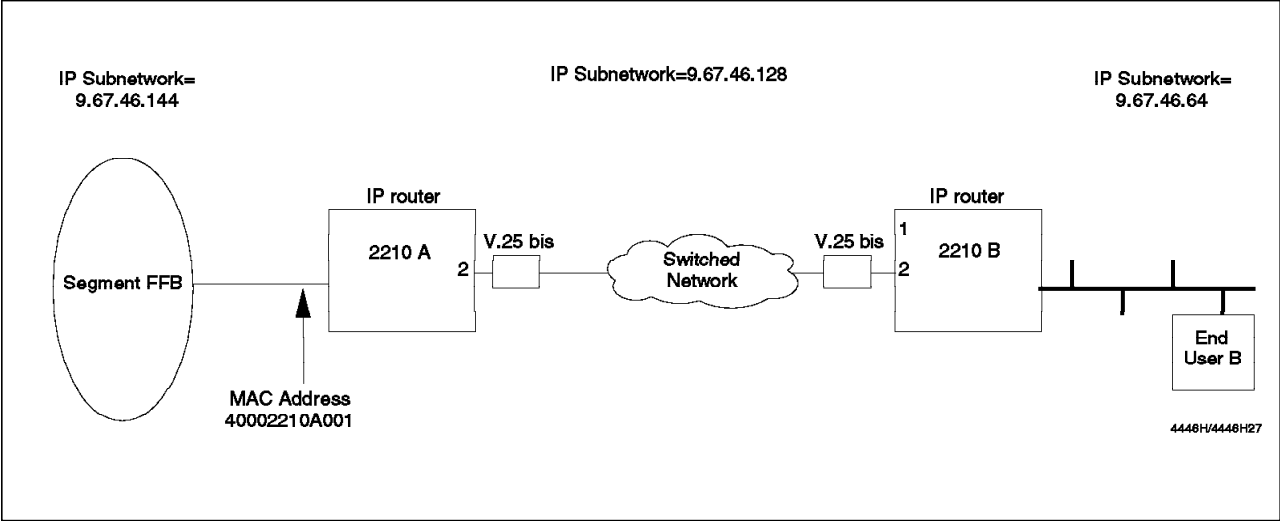 IP Subnetwork=
9.67.46.144
IP Subnetwork=9.67.46.128
IP Subnetwork=
9.67.46.64
IP router
IP router
2210 A
2
V.25 bis
Switched
Network
V.25 bis
1
2
2210 B
Segment FFB
End
User B
MAC Address
40002210A001
4446H/4446H27